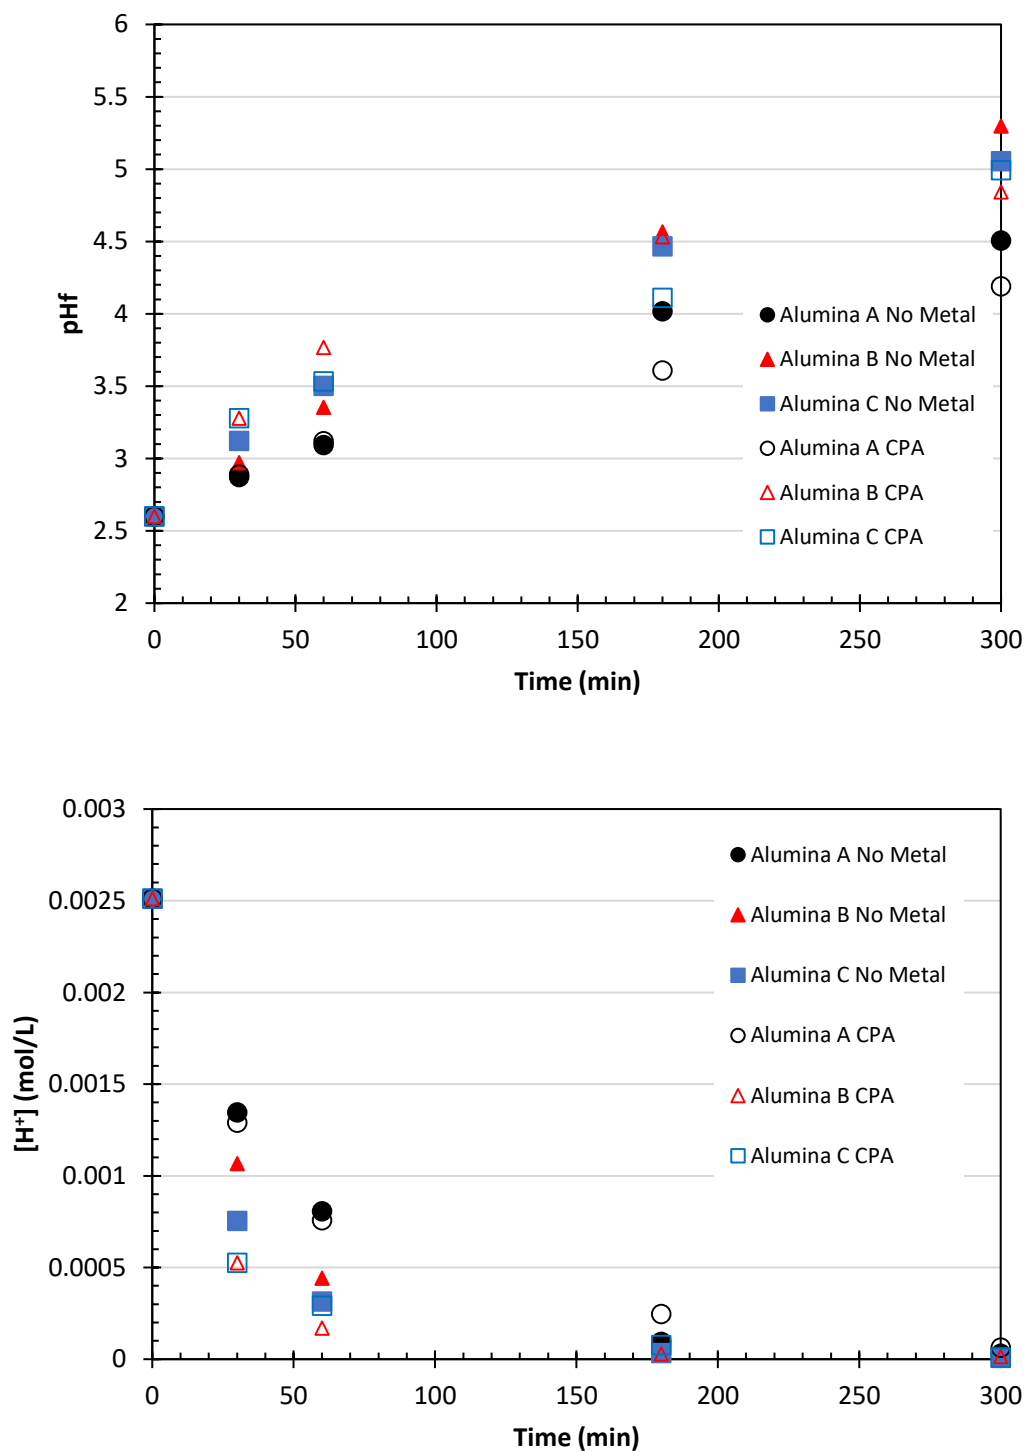 6
5.5
5
4.5
4
3.5
3
2.5
2
pHf
Alumina A No Metal
Alumina B No Metal
Alumina C No Metal
Alumina A CPA
Alumina B CPA
Alumina C CPA
0 50 100 150 200 250 300
Time (min)
0.003
0.0025
0.002
0.0015
0.001
0.0005
0
[H⁺] (mol/L)
Alumina A No Metal
Alumina B No Metal
Alumina C No Metal
Alumina A CPA
Alumina B CPA
Alumina C CPA
0 50 100 150 200 250 300
Time (min)